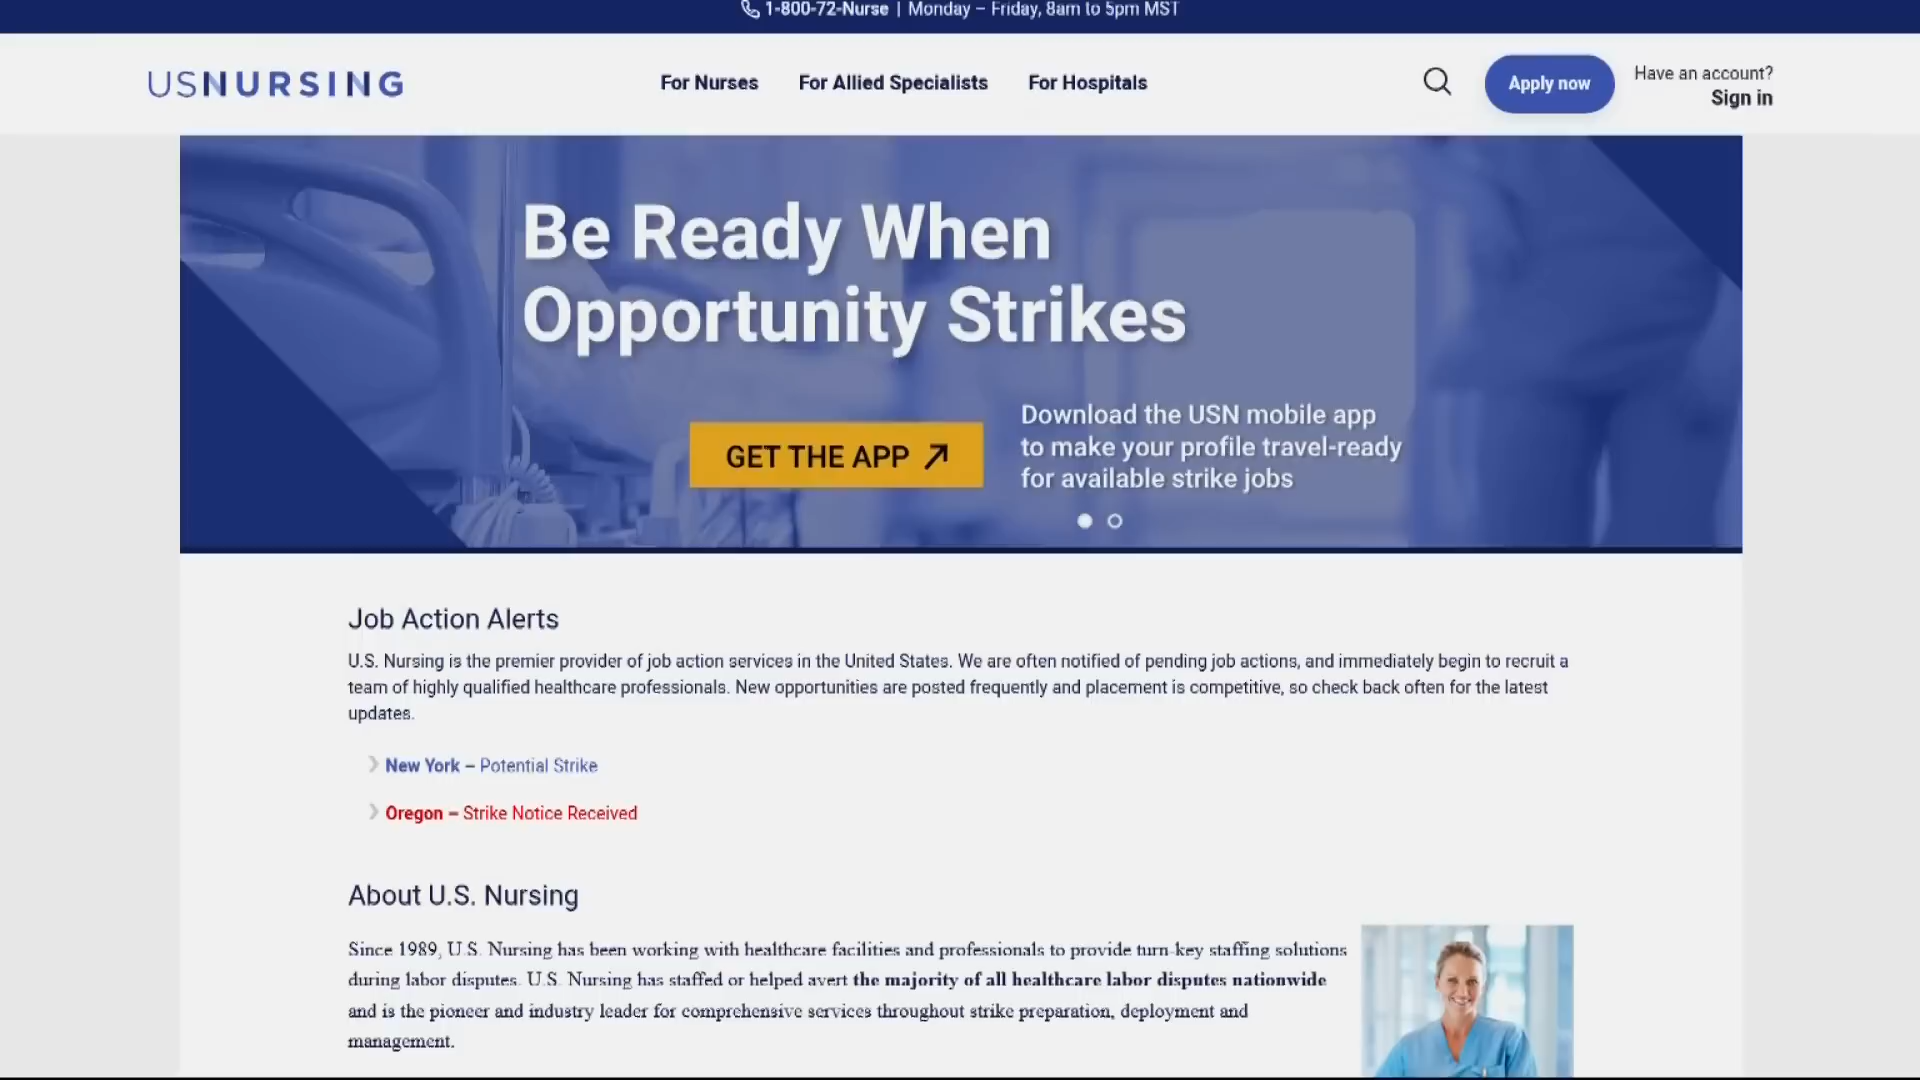 1-800-72-Nurse | Monday – Friday, 8am to 5pm MST
USNURSING
For Nurses For Allied Specialists For Hospitals
Apply now
Have an account?
Sign in
Be Ready When
Opportunity Strikes
GET THE APP
Download the USN mobile app
to make your profile travel-ready
for available strike jobs
Job Action Alerts
U.S. Nursing is the premier provider of job action services in the United States. We are often notified of pending job actions, and immediately begin to recruit a
team of highly qualified healthcare professionals. New opportunities are posted frequently and placement is competitive, so check back often for the latest
updates.
New York – Potential Strike
Oregon – Strike Notice Received
About U.S. Nursing
Since 1989, U.S. Nursing has been working with healthcare facilities and professionals to provide turn-key staffing solutions
during labor disputes. U.S. Nursing has staffed or helped avert the majority of all healthcare labor disputes nationwide
and is the pioneer and industry leader for comprehensive services throughout strike preparation, deployment and
management.